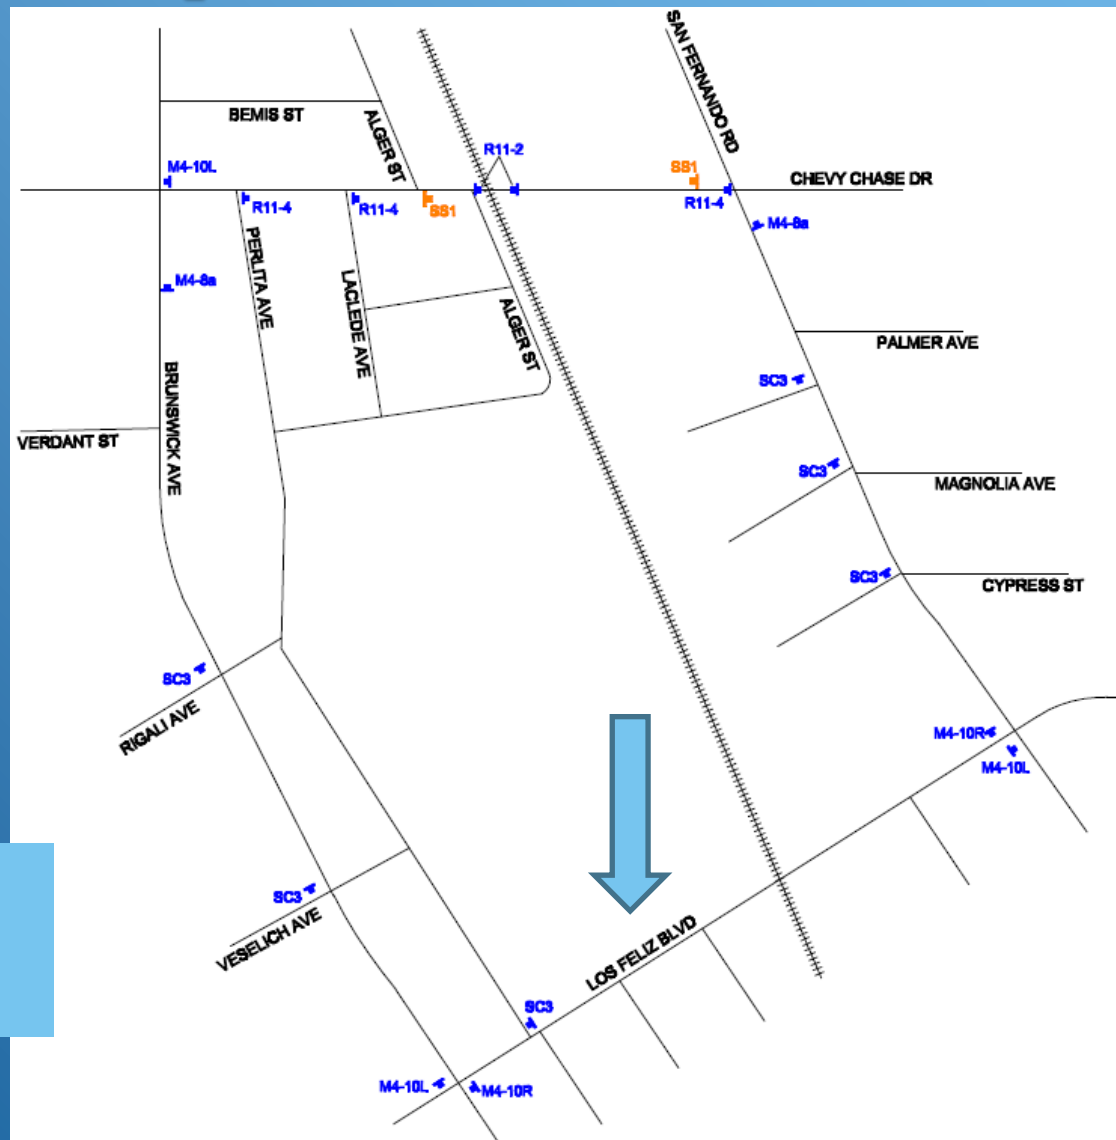 SAN FERNANDO RD
BEMIS ST
ALGER ST
R11-2
M4-10L
SS1
CHEVY CHASE DR
R11-4
R11-4
SS1
R11-4
M4-8a
PERLITA AVE
M4-8a
LACLEDE AVE
ALGER ST
PALMER AVE
BRUNSWICK AVE
SC3
VERDANT ST
SC3
MAGNOLIA AVE
SC3
CYPRESS ST
SC3
RIGALI AVE
M4-10R
M4-10L
SC3
VESELICH AVE
LOS FELIZ BLVD
SC3
M4-10L
M4-10R